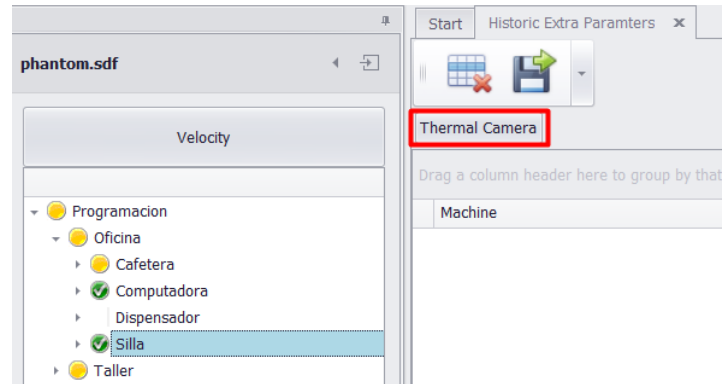 phantom.sdf
Velocity
Programacion
Oficina
Cafetera
Computadora
Dispensador
Silla
Taller
Start
Historic Extra Paramters
Thermal Camera
Drag a column header here to group by that
Machine